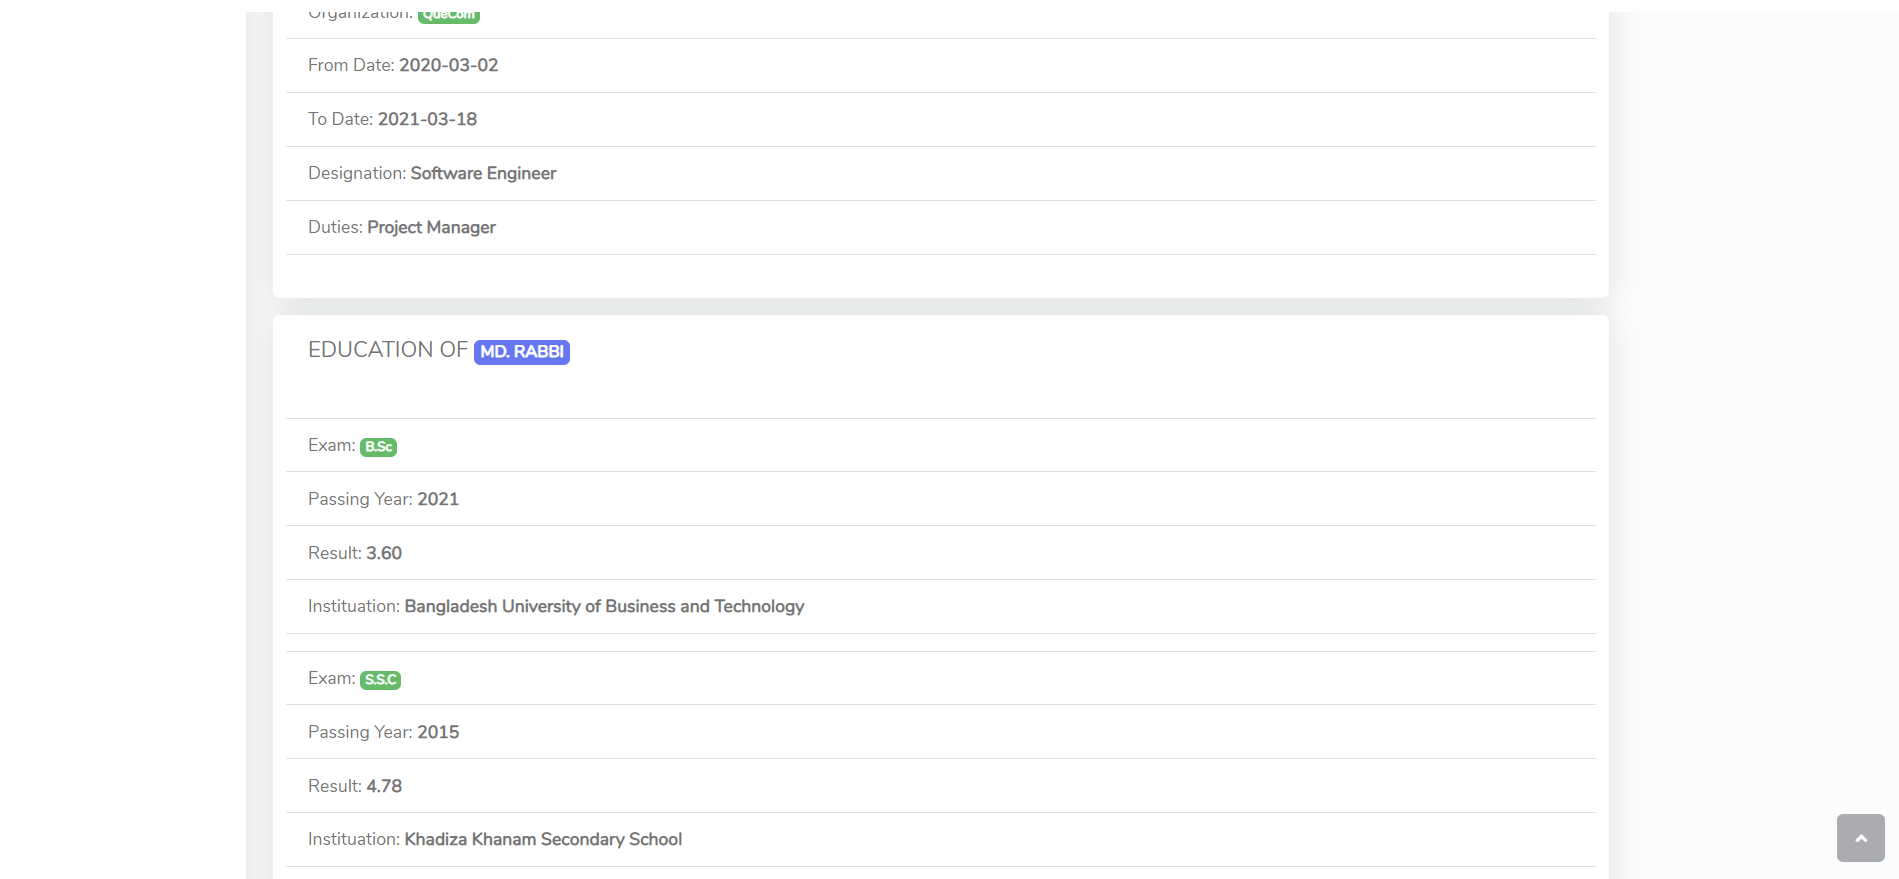 Organization: QueCom
From Date: 2020-03-02
To Date: 2021-03-18
Designation: Software Engineer
Duties: Project Manager
EDUCATION OF MD. RABBI
Exam: B.Sc
Passing Year: 2021
Result: 3.60
Instituation: Bangladesh University of Business and Technology
Exam: S.S.C
Passing Year: 2015
Result: 4.78
Instituation: Khadiza Khanam Secondary School